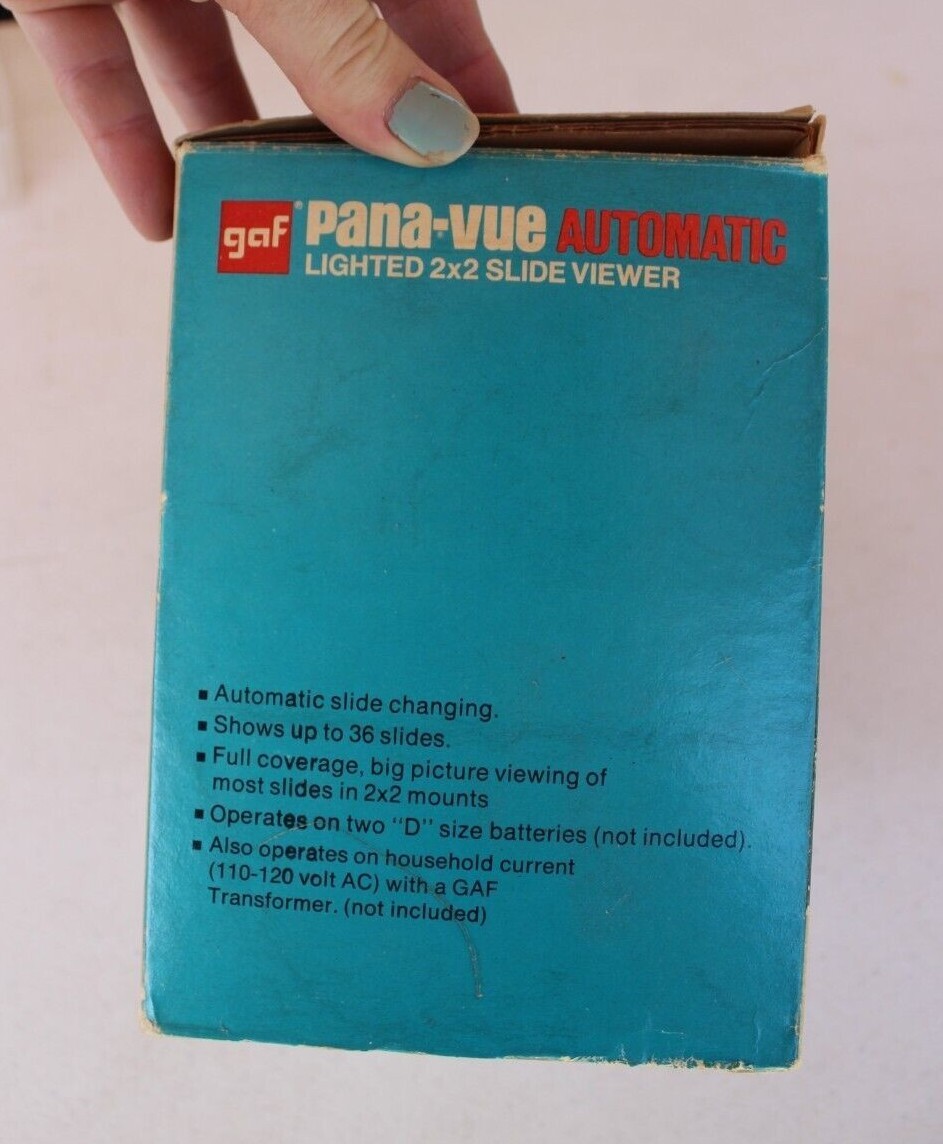 gaf® pana-vue AUTOMATIC
LIGHTED 2x2 SLIDE VIEWER
▪ Automatic slide changing.
▪ Shows up to 36 slides.
▪ Full coverage, big picture viewing of
most slides in 2x2 mounts
▪ Operates on two "D" size batteries (not included).
▪ Also operates on household current
(110-120 volt AC) with a GAF
Transformer. (not included)